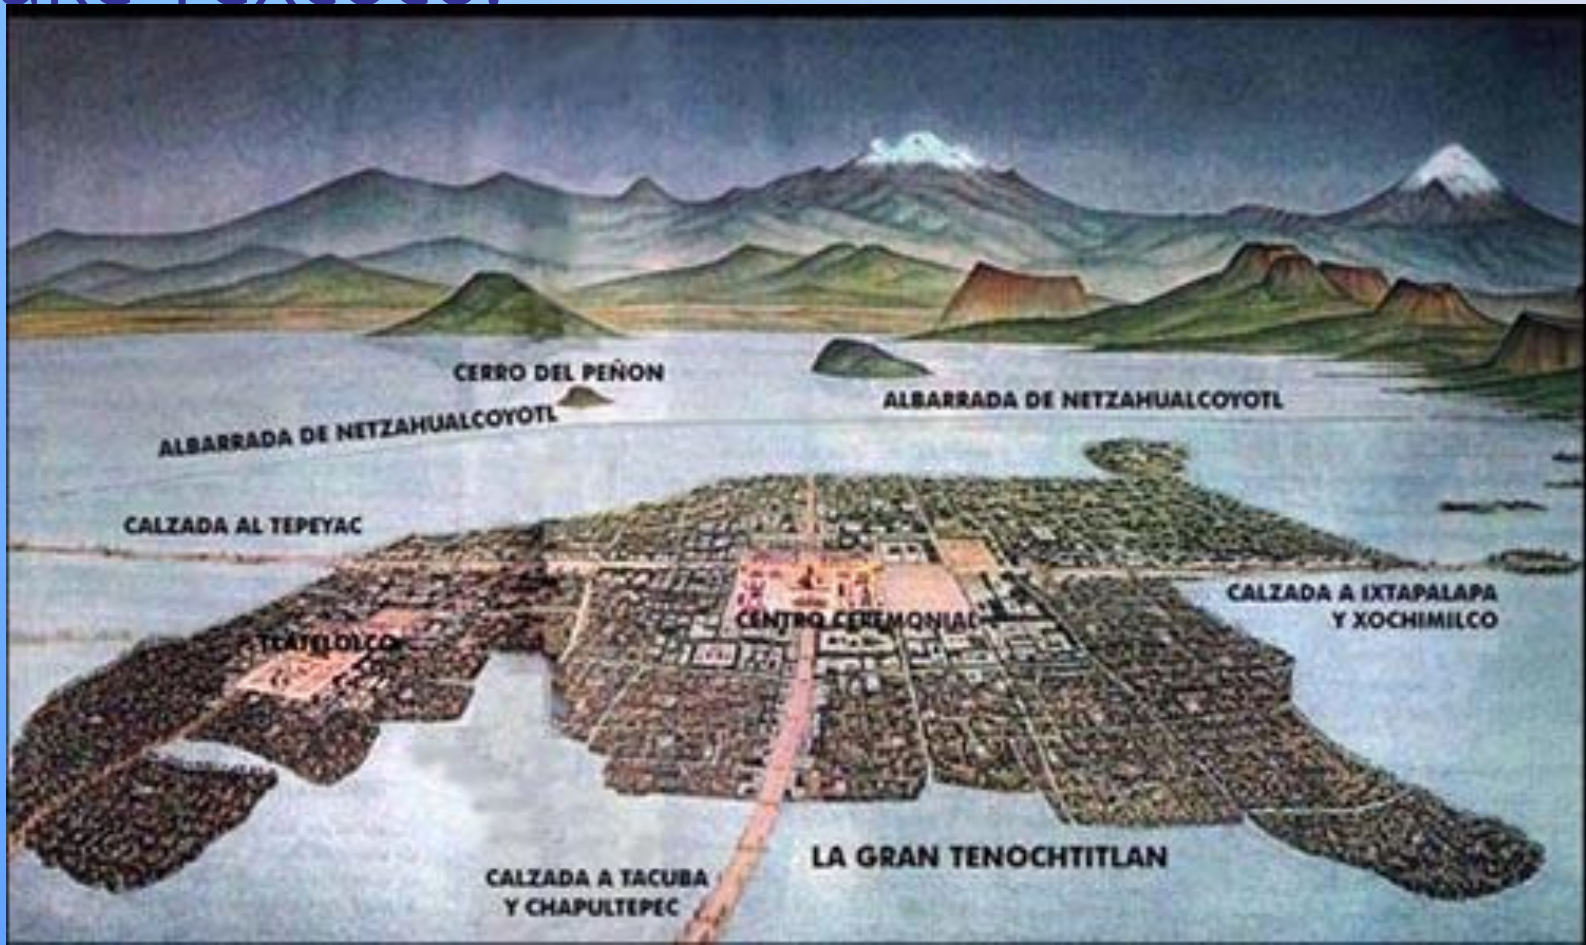 CERRO DEL PEÑON
ALBARRADA DE NETZAHUALCOYOTL
ALBARRADA DE NETZAHUALCOYOTL
CALZADA AL TEPEYAC
CALZADA A IXTAPALAPA
Y XOCHIMILCO
CENTRO CEREMONIAL
TLATELOLCO
LA GRAN TENOCHTITLAN
CALZADA A TACUBA
Y CHAPULTEPEC